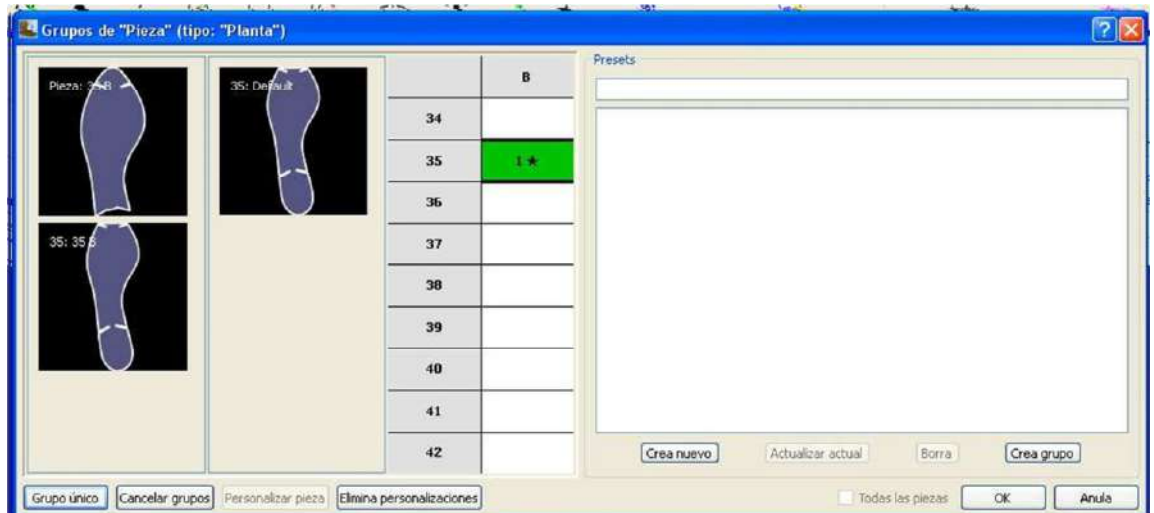 Grupos de "Pieza" (tipo: "Planta")
Presets
Pieza: 35 B
35: Default
B
34
35
1 ★
36
37
35: 35 B
38
39
40
41
42
Crea nuevo
Actualizar actual
Borra
Crea grupo
Grupo único
Cancelar grupos
Personalizar pieza
Elimina personalizaciones
Todas las piezas
OK
Anula